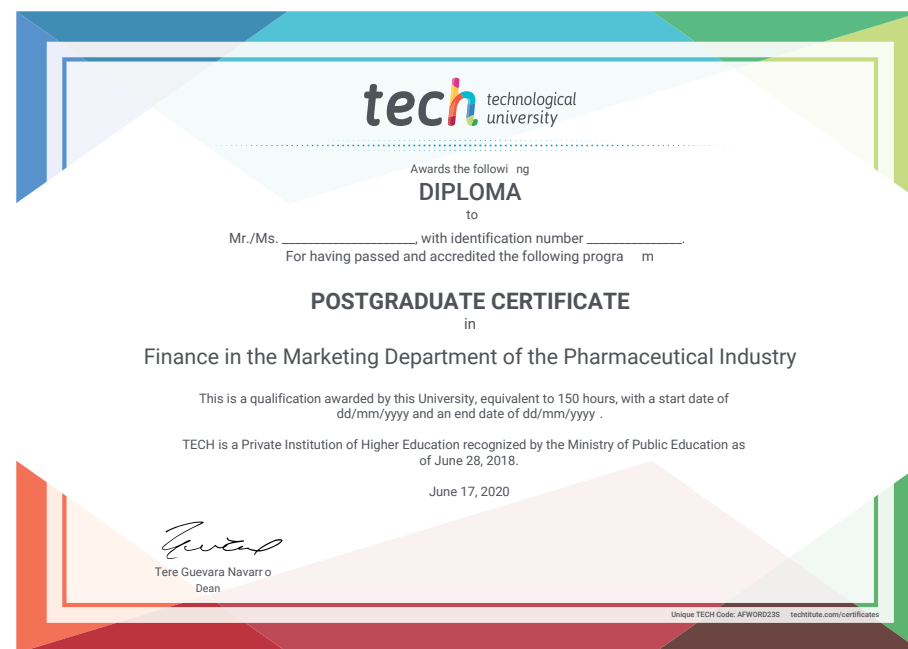 tech technological
university
Awards the followi ng
DIPLOMA
to
Mr./Ms. ____________________, with identification number ______________.
For having passed and accredited the following progra m
POSTGRADUATE CERTIFICATE
in
Finance in the Marketing Department of the Pharmaceutical Industry
This is a qualification awarded by this University, equivalent to 150 hours, with a start date of
dd/mm/yyyy and an end date of dd/mm/yyyy .
TECH is a Private Institution of Higher Education recognized by the Ministry of Public Education as
of June 28, 2018.
June 17, 2020
Tere Guevara Navarr o
Dean
Unique TECH Code: AFWORD23S techtitute.com/certificates